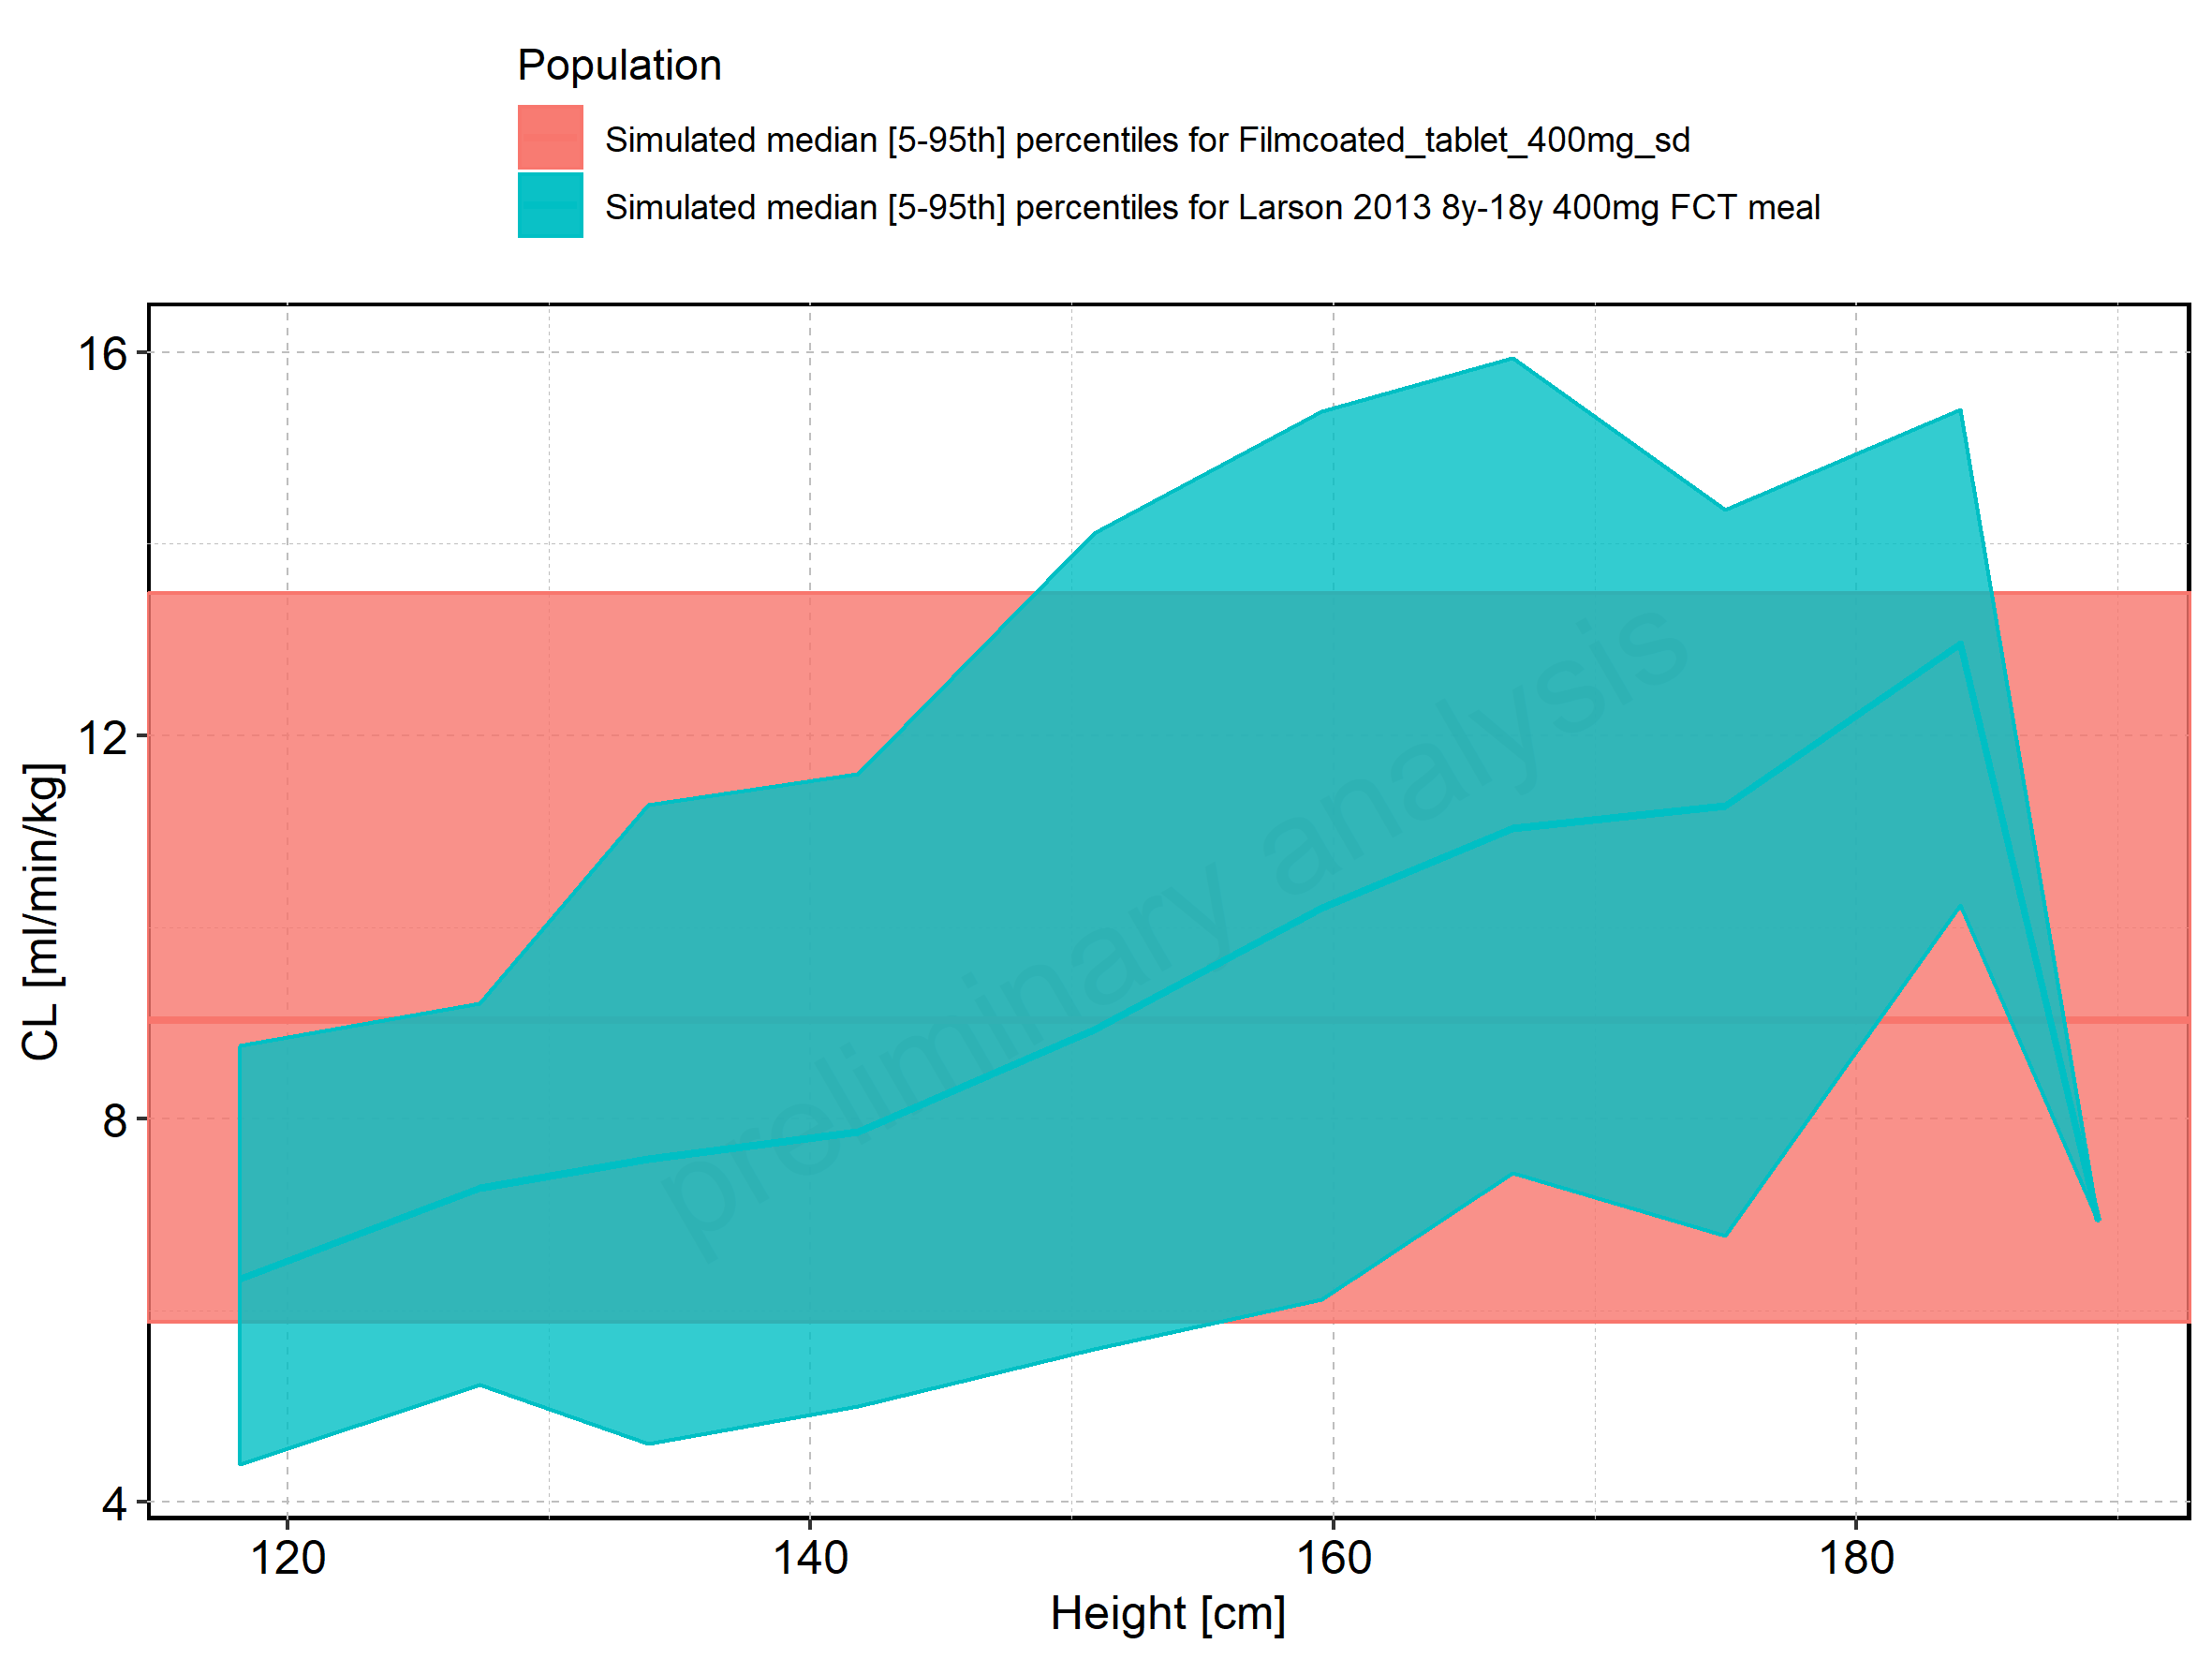 Population
Simulated median [5-95th] percentiles for Filmcoated_tablet_400mg_sd
Simulated median [5-95th] percentiles for Larson 2013 8y-18y 400mg FCT meal
16
12
8
4
CL [ml/min/kg]
preliminary analysis
120 140 160 180
Height [cm]